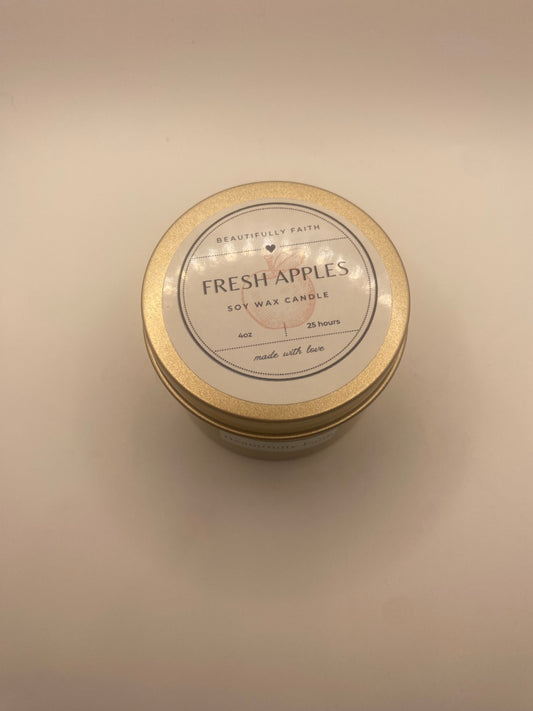 BEAUTIFULLY FAITH
FRESH APPLES
SOY WAX CANDLE
4oz
25 hours
made with love